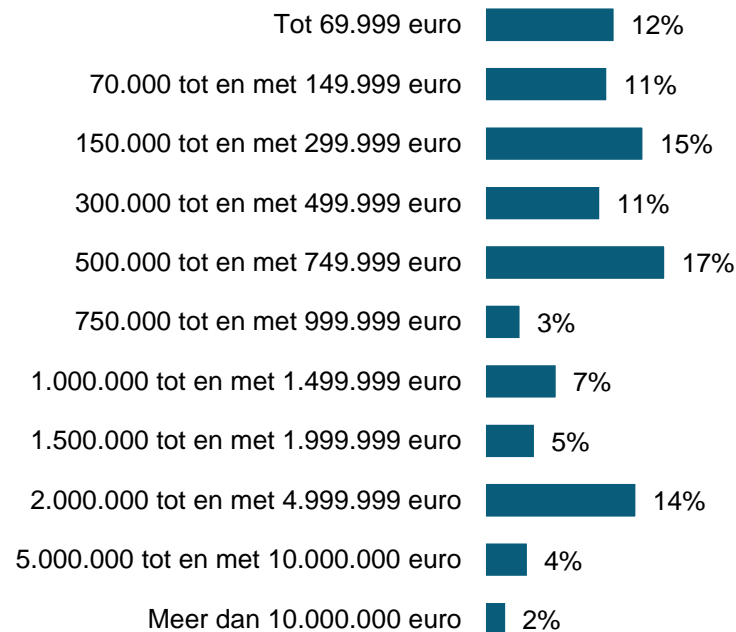 Tot 69.999 euro 12%
70.000 tot en met 149.999 euro 11%
150.000 tot en met 299.999 euro 15%
300.000 tot en met 499.999 euro 11%
500.000 tot en met 749.999 euro 17%
750.000 tot en met 999.999 euro 3%
1.000.000 tot en met 1.499.999 euro 7%
1.500.000 tot en met 1.999.999 euro 5%
2.000.000 tot en met 4.999.999 euro 14%
5.000.000 tot en met 10.000.000 euro 4%
Meer dan 10.000.000 euro 2%